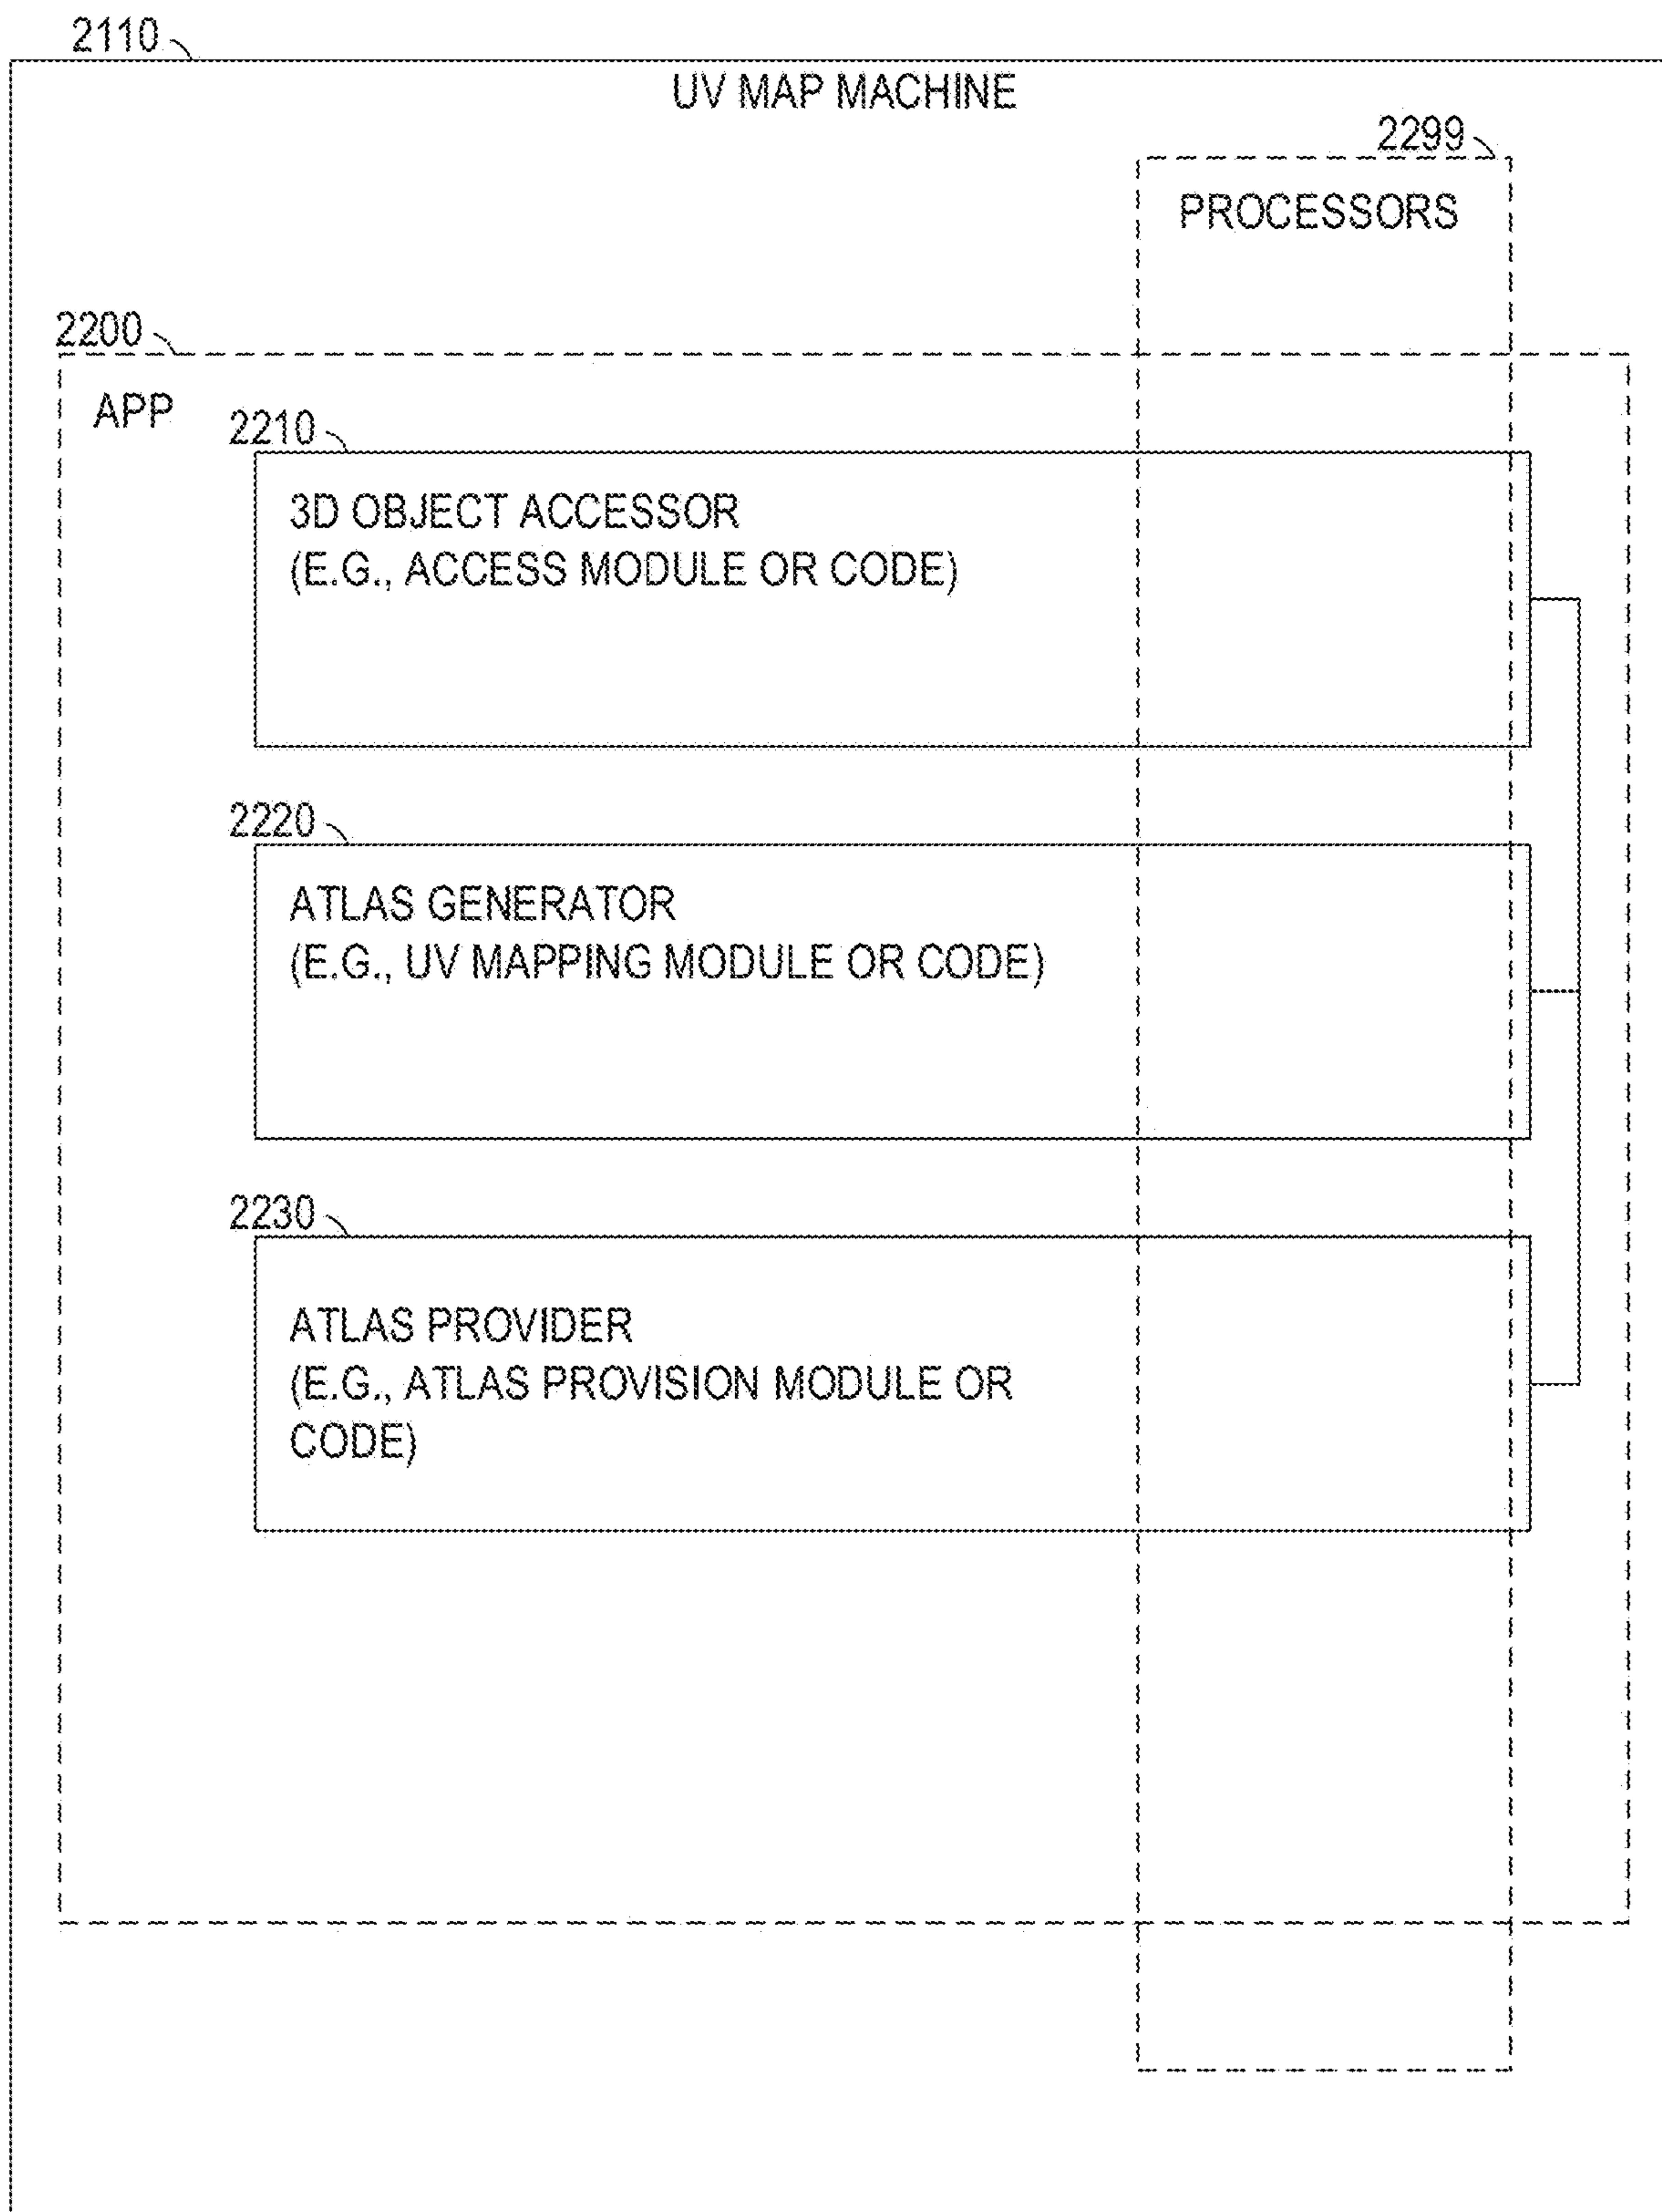 2110
UV MAP MACHINE
2299
PROCESSORS
2200
APP
2210
3D OBJECT ACCESSOR
(E.G., ACCESS MODULE OR CODE)
2220
ATLAS GENERATOR
(E.G., UV MAPPING MODULE OR CODE)
2230
ATLAS PROVIDER
(E.G., ATLAS PROVISION MODULE OR
CODE)